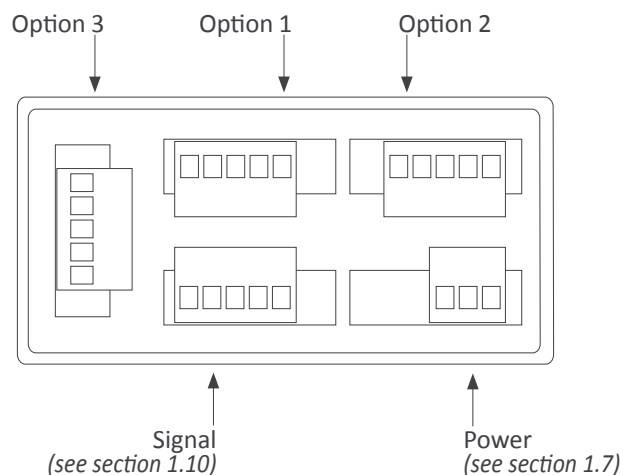 Option 3
Option 1
Option 2
Signal
(see section 1.10)
Power
(see section 1.7)